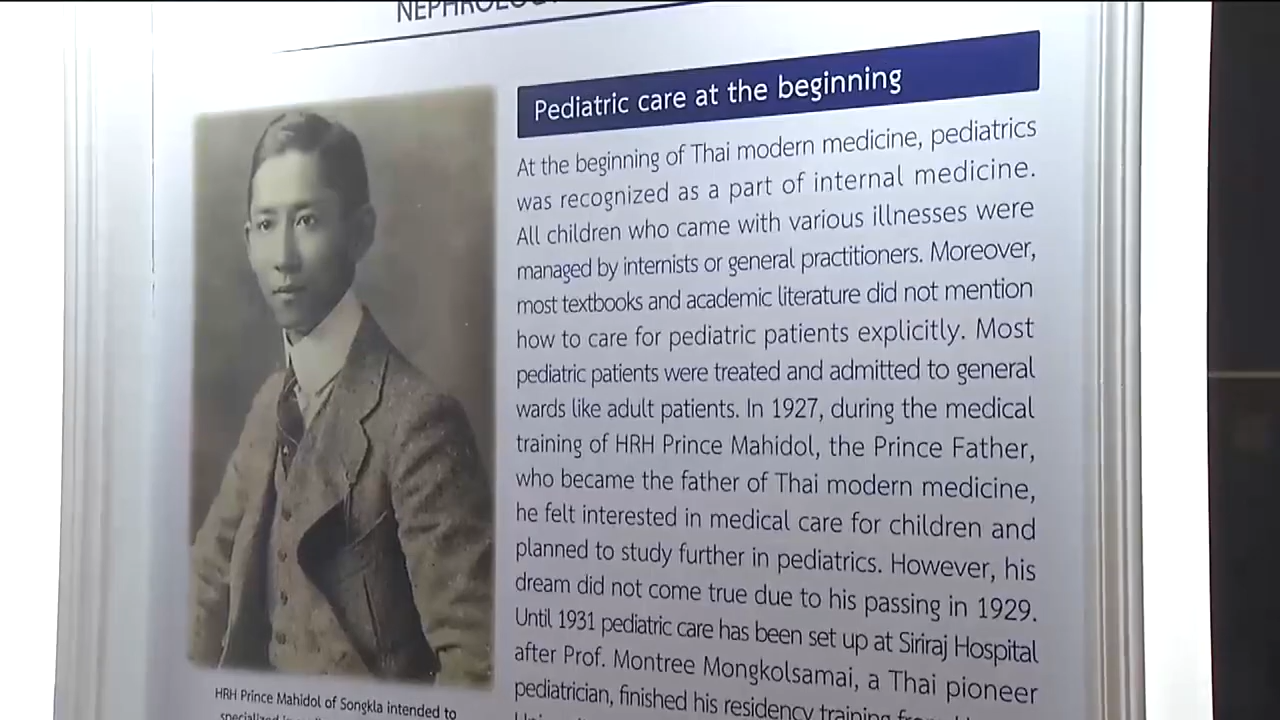 Pediatric care at the beginning
At the beginning of Thai modern medicine, pediatrics
was recognized as a part of internal medicine.
All children who came with various illnesses were
managed by internists or general practitioners. Moreover,
most textbooks and academic literature did not mention
how to care for pediatric patients explicitly. Most
pediatric patients were treated and admitted to general
wards like adult patients. In 1927, during the medical
training of HRH Prince Mahidol, the Prince Father,
who became the father of Thai modern medicine,
he felt interested in medical care for children and
planned to study further in pediatrics. However, his
dream did not come true due to his passing in 1929.
Until 1931 pediatric care has been set up at Siriraj Hospital
after Prof. Montree Mongkolsamai, a Thai pioneer
pediatrician, finished his residency training
HRH Prince Mahidol of Songkla intended to